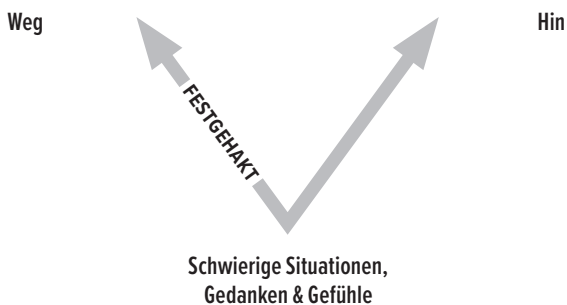 Weg
Hin
FESTGEHAKT
Schwierige Situationen,
Gedanken & Gefühle